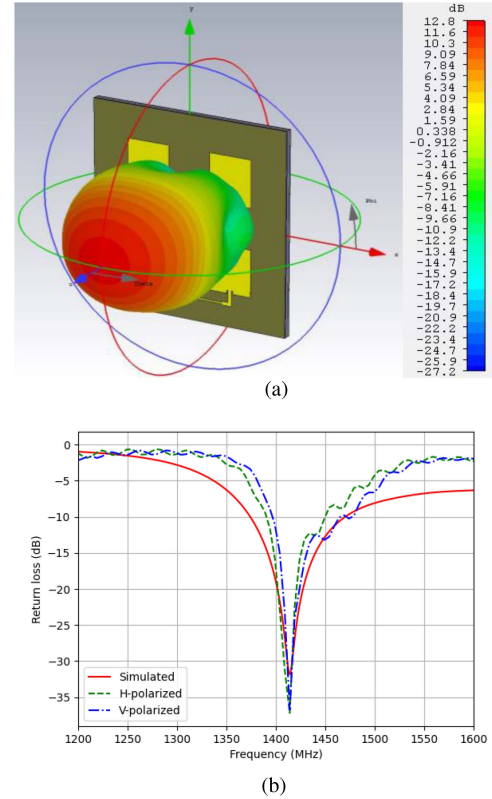 y
dB
12.8
11.6
10.3
9.09
7.84
6.59
5.34
4.09
2.84
1.59
0.338
-0.912
-2.16
-3.41
-4.66
-5.91
-7.16
-8.41
-9.66
-10.9
-12.2
-13.4
-14.7
-15.9
-17.2
-18.4
-19.7
-20.9
-22.2
-23.4
-24.7
-25.9
-27.2
Phi
x
z
Theta
(a)
Return loss (dB)
0
−5
−10
−15
−20
−25
−30
−35
Simulated
H-polarized
V-polarized
1200 1250 1300 1350 1400 1450 1500 1550 1600
Frequency (MHz)
(b)